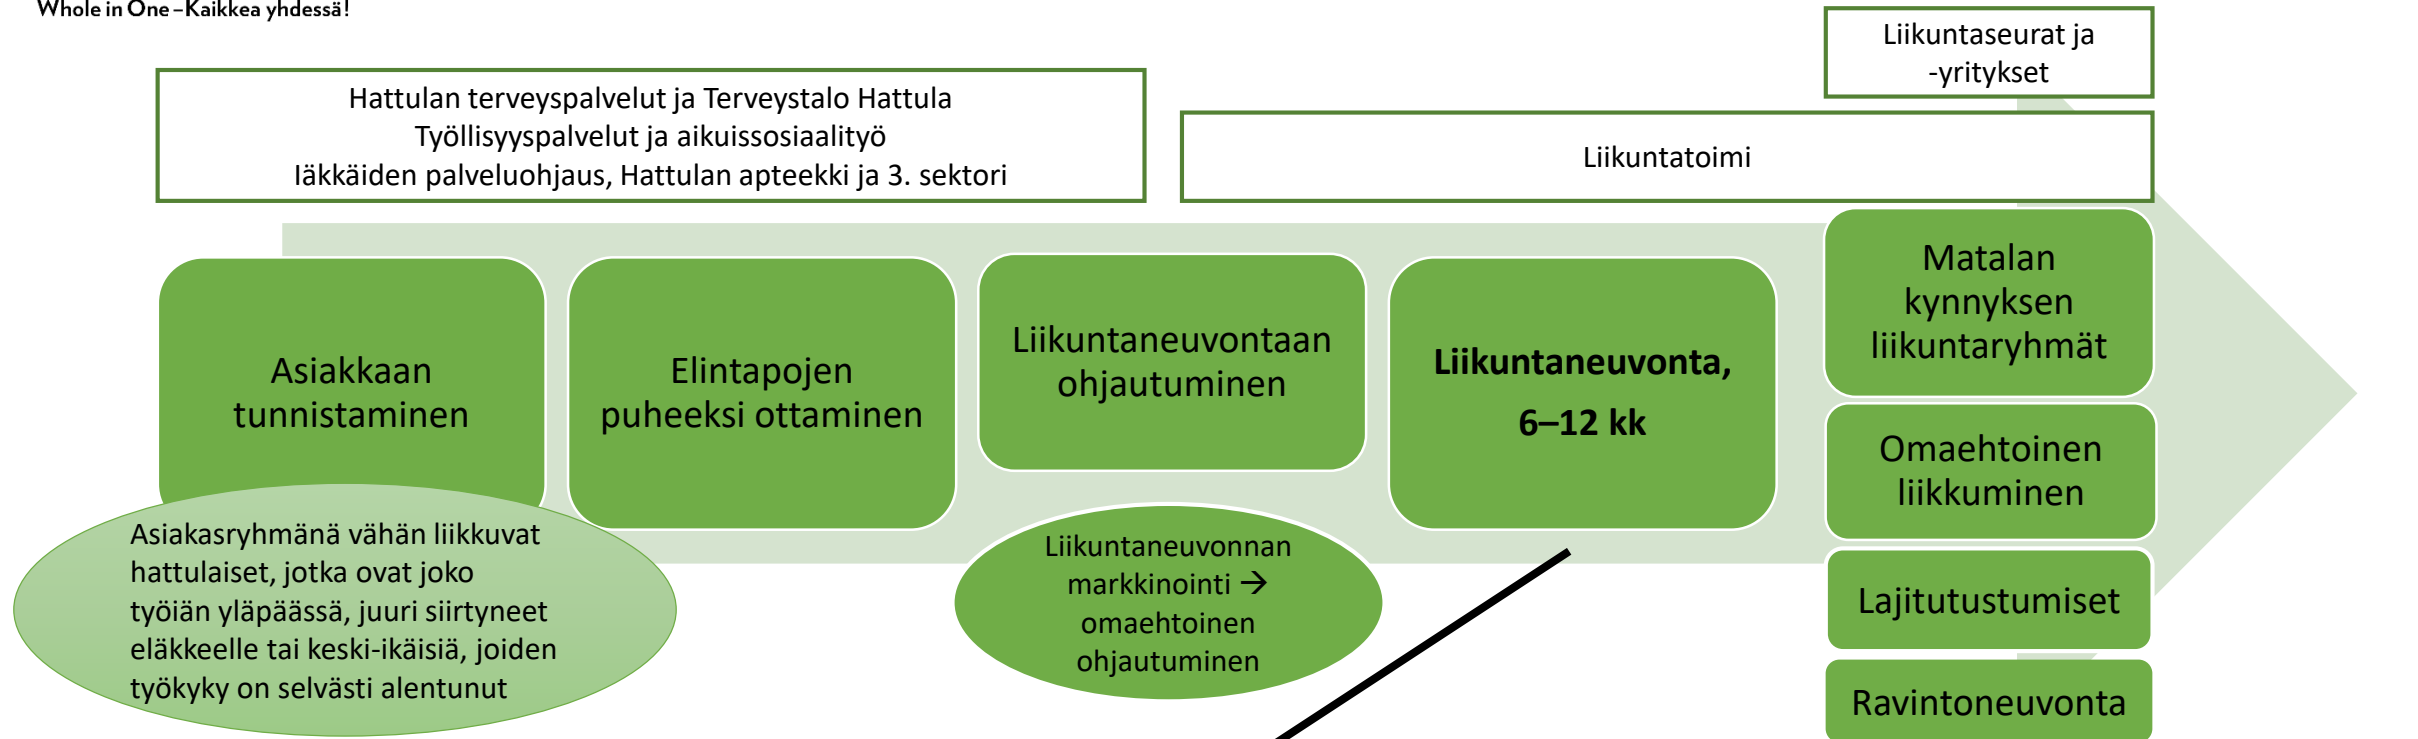 Whole in One – Kaikkea yhdessä!
Liikuntaseurat ja
-yritykset
Hattulan terveyspalvelut ja Terveystalo Hattula
Työllisyyspalvelut ja aikuissosiaalityö
Iäkkäiden palveluohjaus, Hattulan apteekki ja 3. sektori
Liikuntatoimi
Asiakkaan
tunnistaminen
Elintapojen
puheeksi ottaminen
Liikuntaneuvontaan
ohjautuminen
Liikuntaneuvonta,
6–12 kk
Matalan
kynnyksen
liikuntaryhmät
Omaehtoinen
liikkuminen
Lajitutustumiset
Ravintoneuvonta
Asiakasryhmänä vähän liikkuvat
hattulaiset, jotka ovat joko
työiän yläpäässä, juuri siirtyneet
eläkkeelle tai keski-ikäisiä, joiden
työkyky on selvästi alentunut
Liikuntaneuvonnan
markkinointi →
omaehtoinen
ohjautuminen